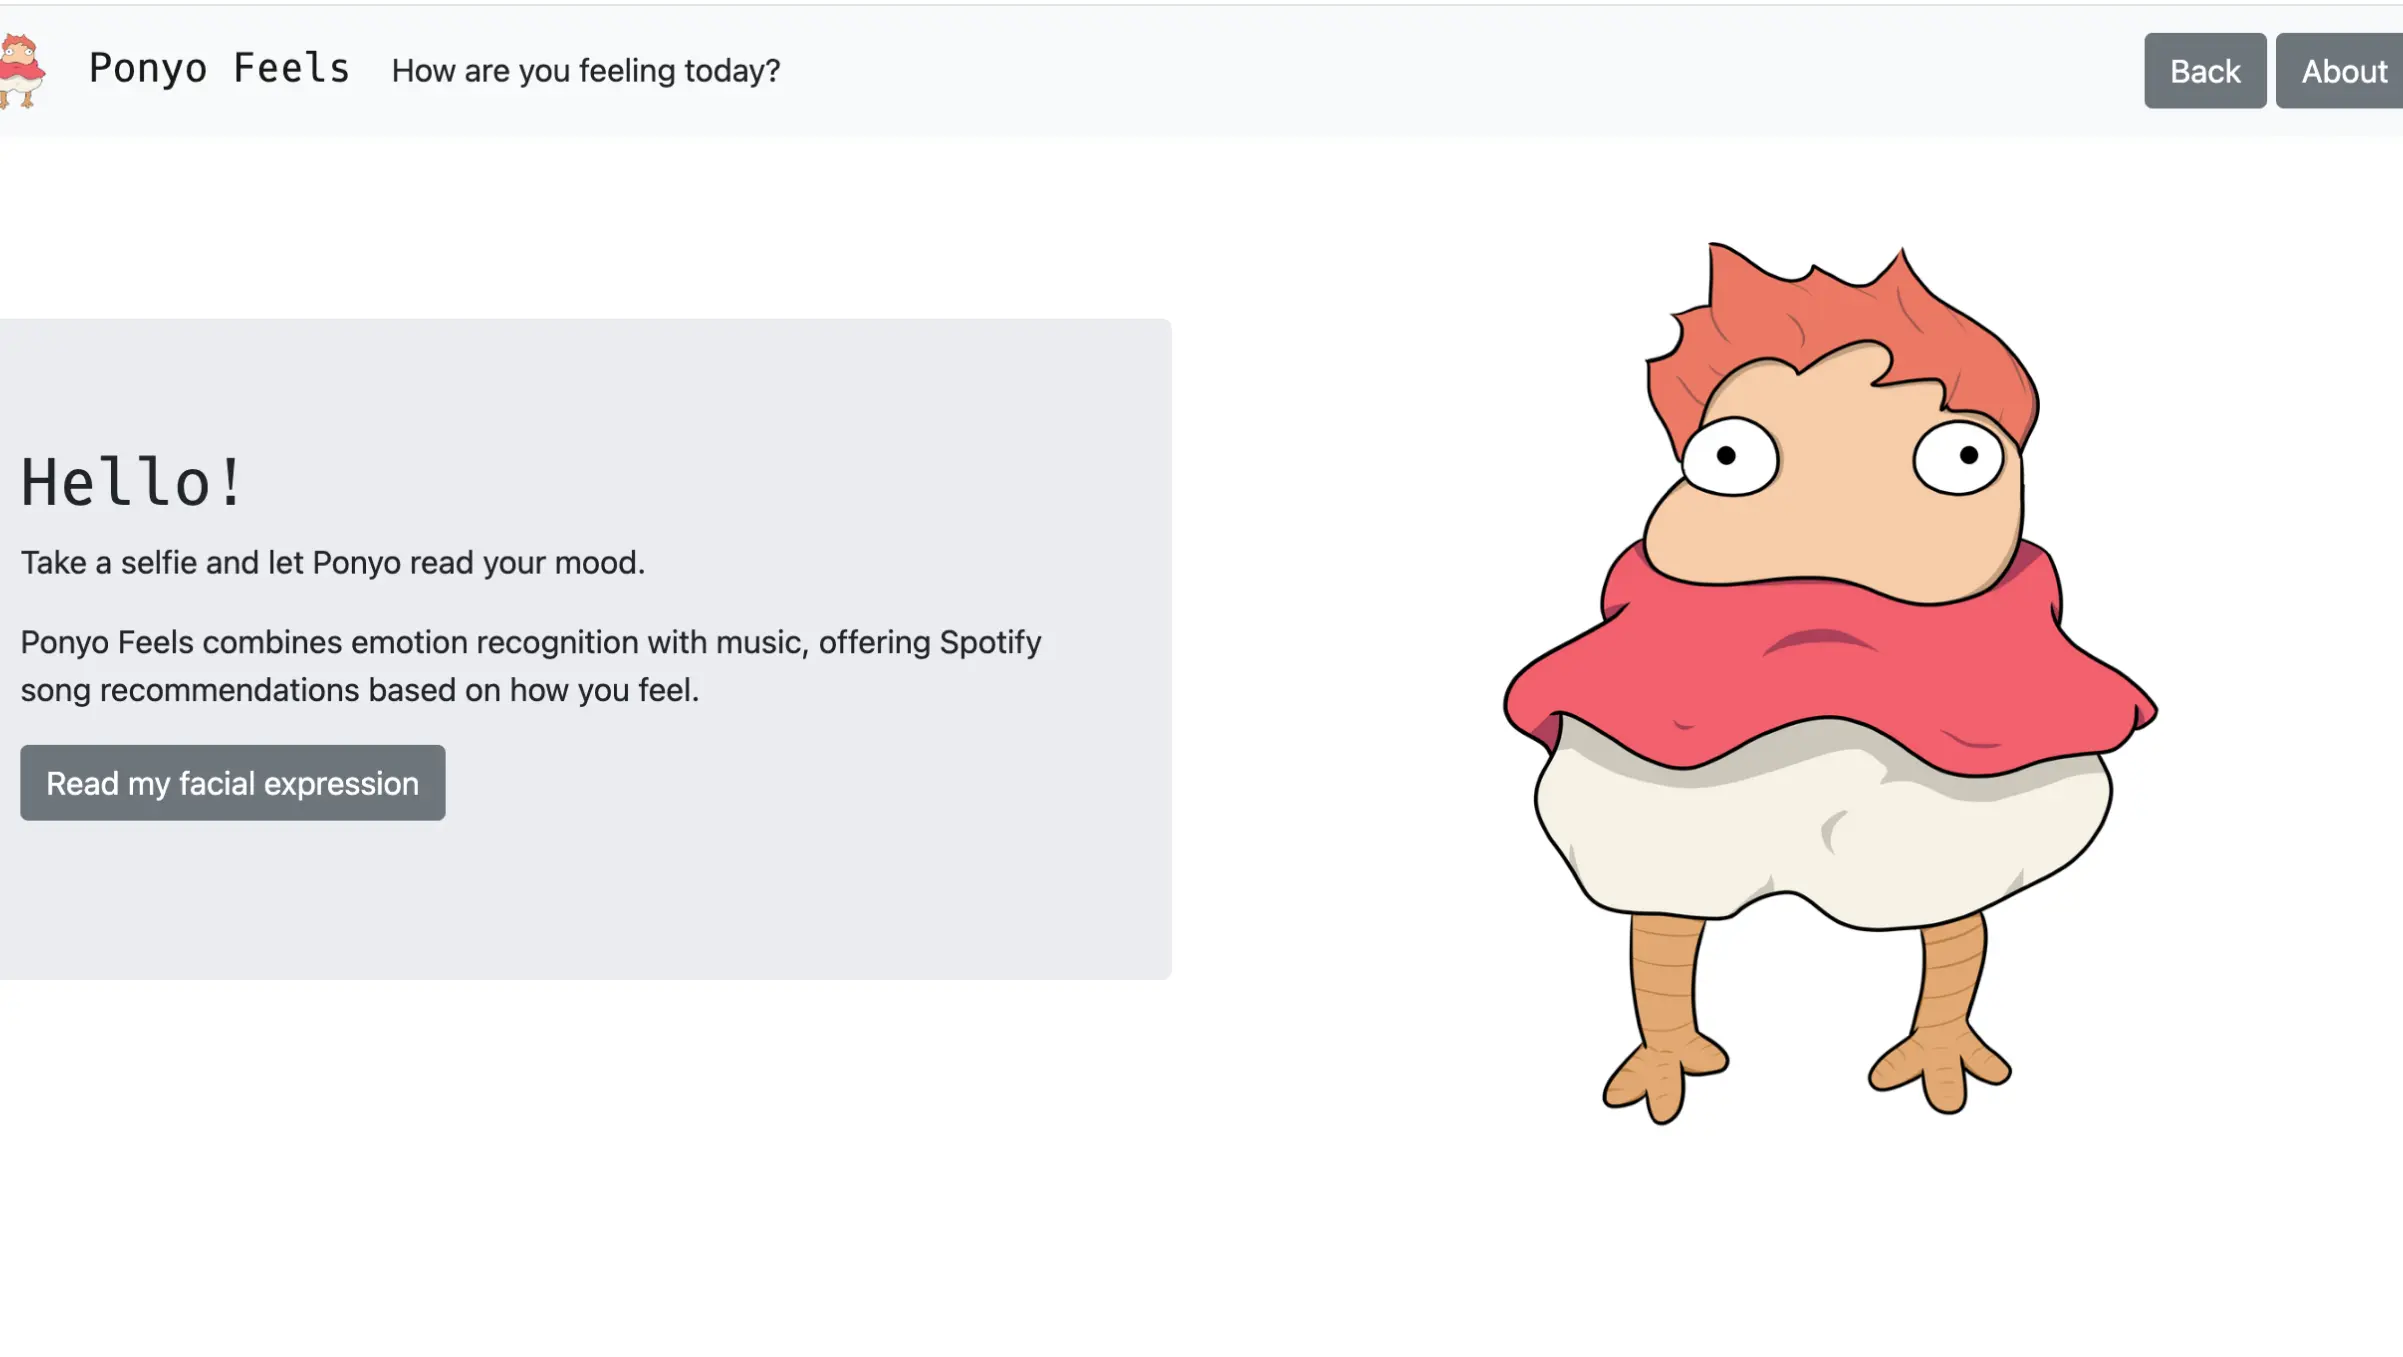 Ponyo Feels
How are you feeling today?
Back
About
Hello!
Take a selfie and let Ponyo read your mood.
Ponyo Feels combines emotion recognition with music, offering Spotify
song recommendations based on how you feel.
Read my facial expression